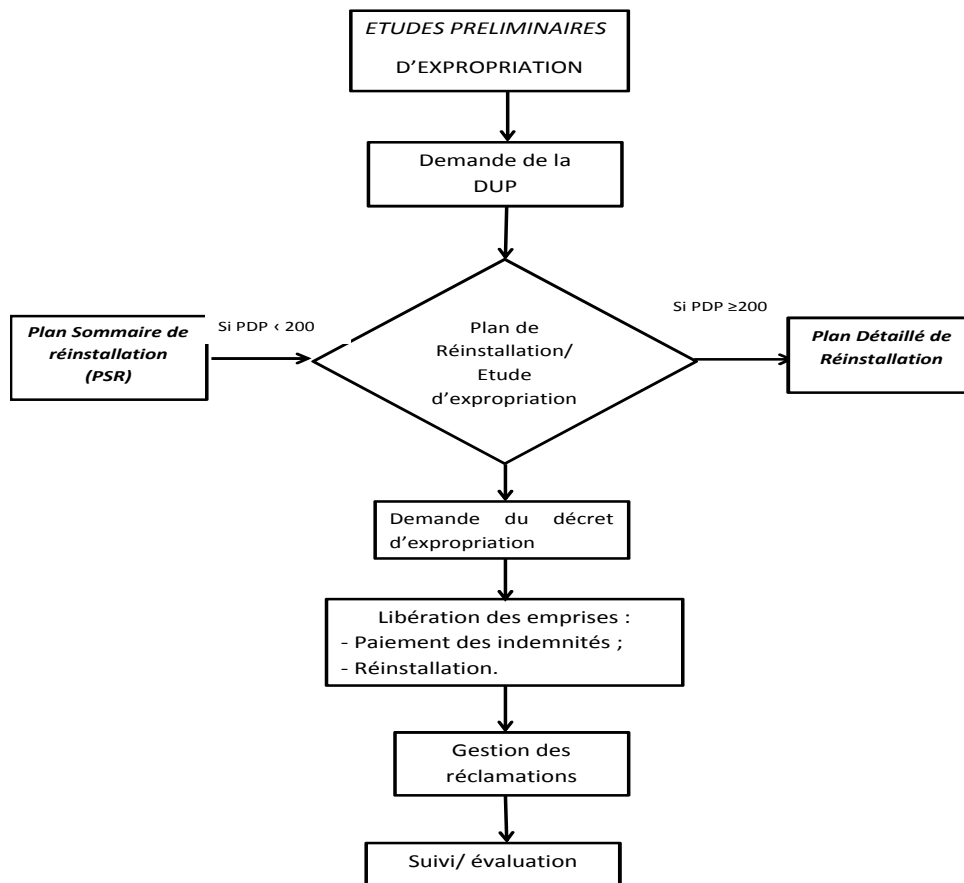 ETUDES PRELIMINAIRES
D’EXPROPRIATION
Demande de la
DUP
Si PDP ‹ 200
Si PDP ≥200
Plan Sommaire de
réinstallation
(PSR)
Plan de
Réinstallation/
Etude
d’expropriation
Plan Détaillé de
Réinstallation
Demande du décret
d’expropriation
Libération des emprises :
- Paiement des indemnités ;
- Réinstallation.
Gestion des
réclamations
Suivi/ évaluation